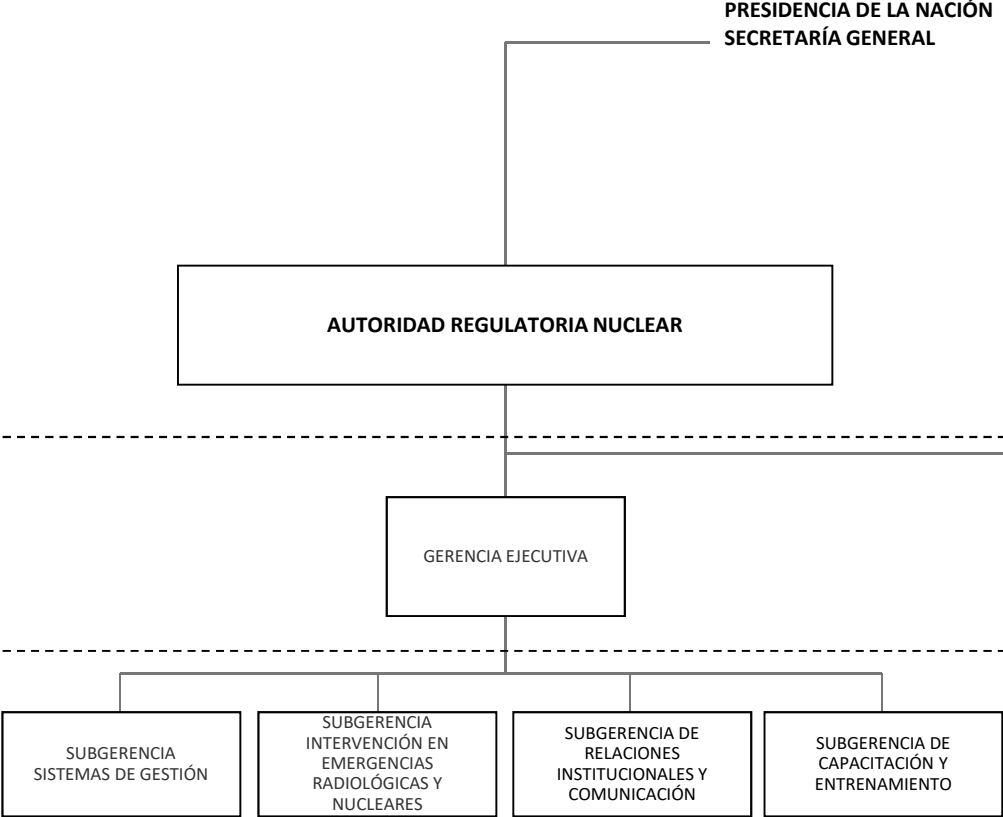 PRESIDENCIA DE LA NACIÓN
SECRETARÍA GENERAL
AUTORIDAD REGULATORIA NUCLEAR
GERENCIA EJECUTIVA
SUBGERENCIA
SISTEMAS DE GESTIÓN
SUBGERENCIA
INTERVENCIÓN EN
EMERGENCIAS
RADIOLÓGICAS Y
NUCLEARES
SUBGERENCIA DE
RELACIONES
INSTITUCIONALES Y
COMUNICACIÓN
SUBGERENCIA DE
CAPACITACIÓN Y
ENTRENAMIENTO